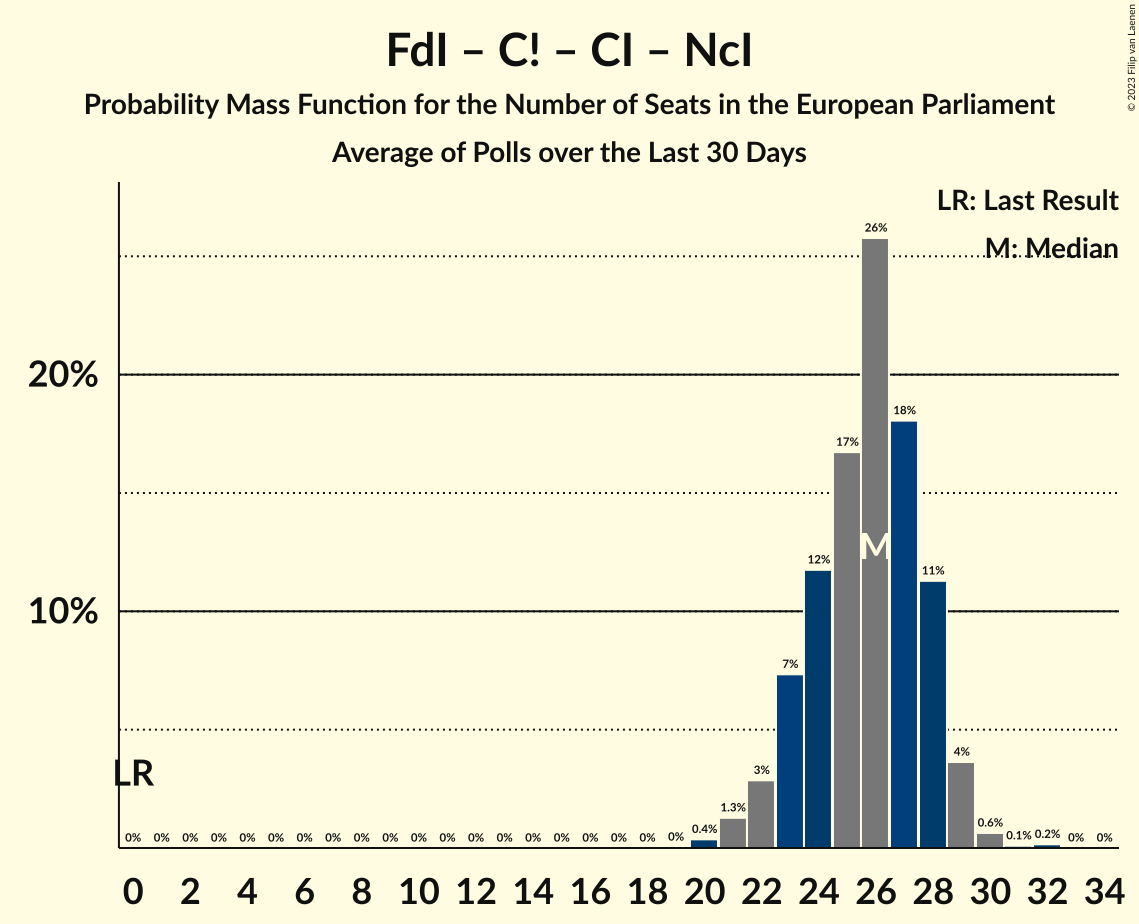 FdI – C! – CI – NcI
Probability Mass Function for the Number of Seats in the European Parliament
Average of Polls over the Last 30 Days
© 2023 Filip van Laenen
LR: Last Result
M: Median
26%
20%
18%
17%
M
12%
11%
10%
7%
LR
4%
3%
1.3%
0.6%
0% 0% 0% 0% 0% 0% 0% 0% 0% 0% 0% 0% 0% 0% 0% 0% 0% 0% 0% 0% 0.4% 0.1% 0.2% 0% 0%
0 2 4 6 8 10 12 14 16 18 20 22 24 26 28 30 32 34